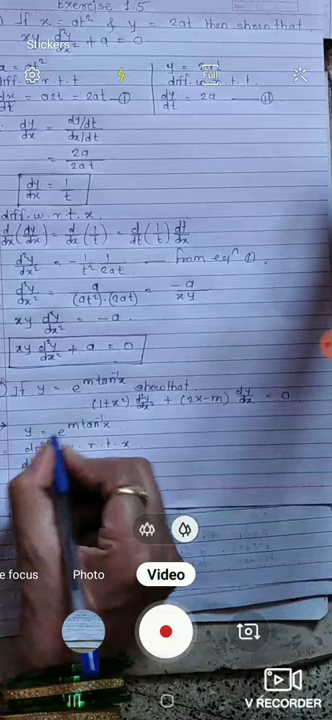 Exercise 1.5
) If x = at² & y = 2at then show that
xy d²y/dx² + a = 0
Stickers
x = at²
diff. w. r. t. t
dx/dt = a2t = 2at — ①
Full
dy/dt = 2a — ⑪
dy/dx = dy/dt / dx/dt
= 2a / 2at
dy/dx = 1/t
diff. w. r. t. x.
d/dx (dy/dx) = d/dx (1/t) = d/dt (1/t) dt/dx
d²y/dx² = -1/t² 1/2at — from eqⁿ ①.
d²y/dx² = a / (at²)·(2at) = -a / xy
xy d²y/dx² = -a.
xy d²y/dx² + a = 0
) If y = e^(m tan⁻¹x) show that
(1+x²) d²y/dx² + (2x-m) dy/dx = 0.
→ y = e^(m tan⁻¹x)
w. r. t. x
e focus
Photo
Video
V RECORDER